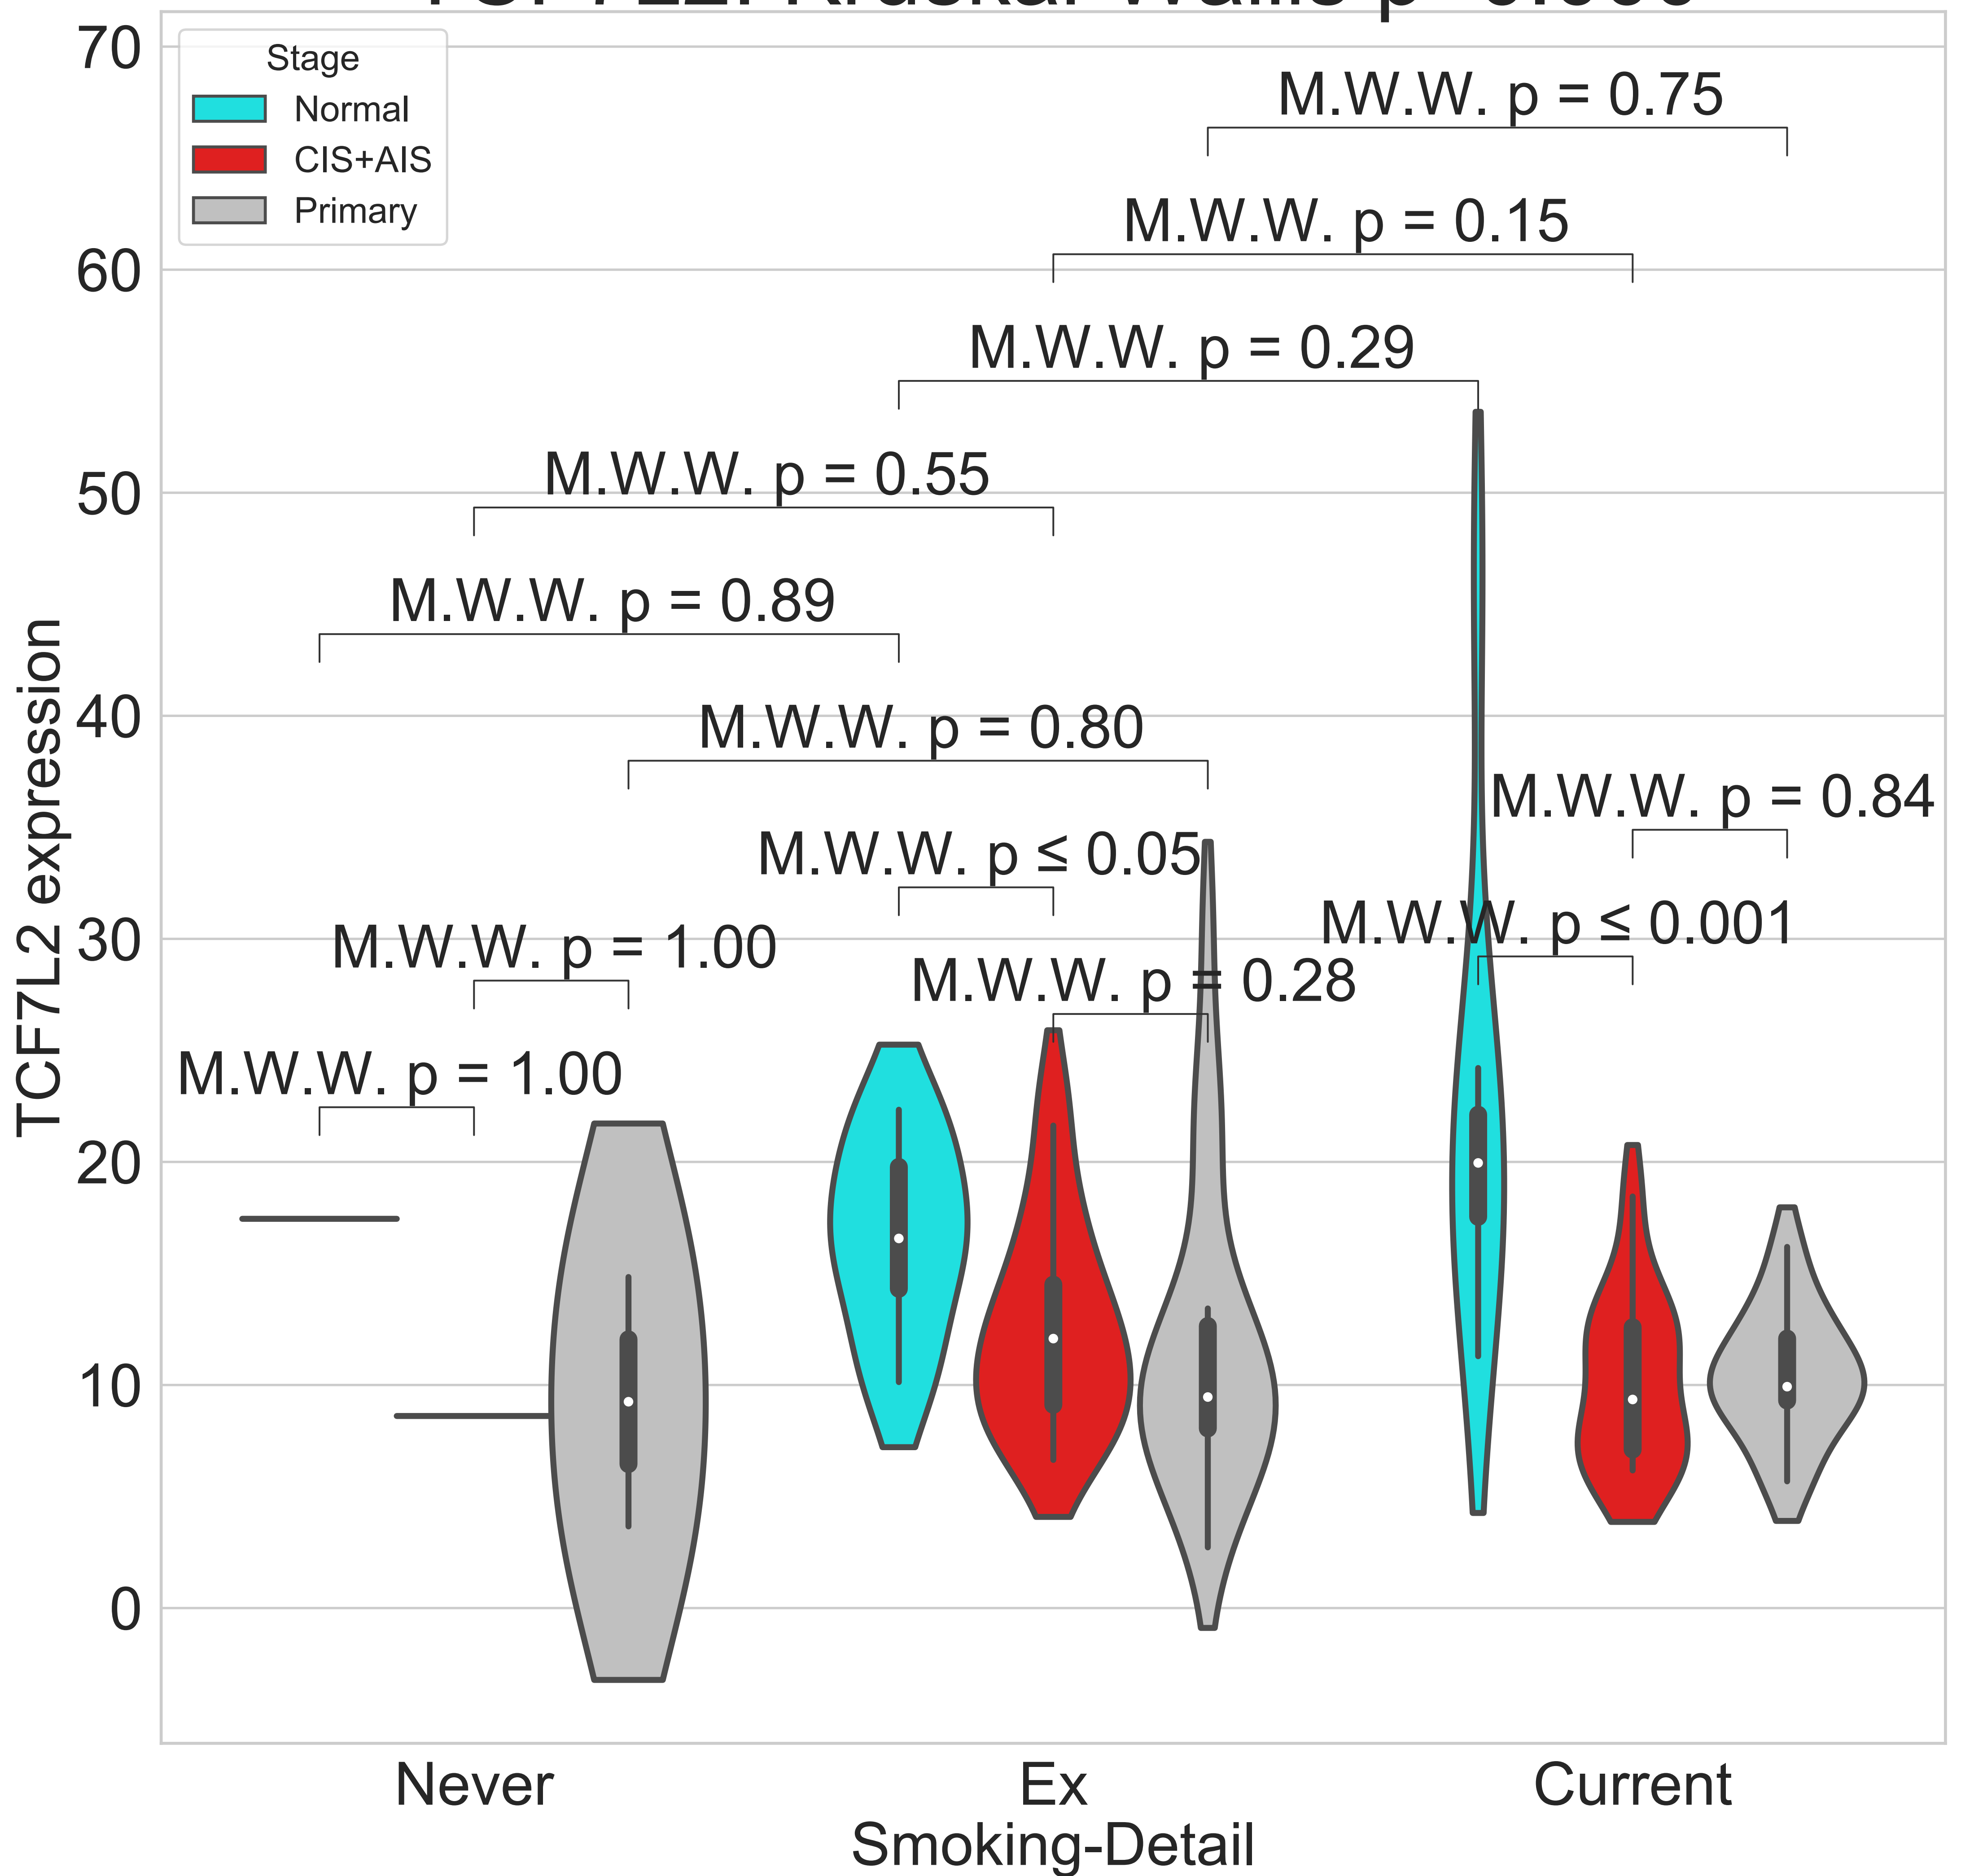 70
Stage
Normal
CIS+AIS
Primary
M.W.W. p = 0.75
M.W.W. p = 0.15
60
M.W.W. p = 0.29
M.W.W. p = 0.55
50
M.W.W. p = 0.89
M.W.W. p = 0.80
40
M.W.W. p = 0.84
M.W.W. p ≤ 0.05
M.W.W. p ≤ 0.001
M.W.W. p = 1.00
30
M.W.W. p = 0.28
M.W.W. p = 1.00
20
10
0
TCF7L2 expression
Never
Ex
Current
Smoking-Detail